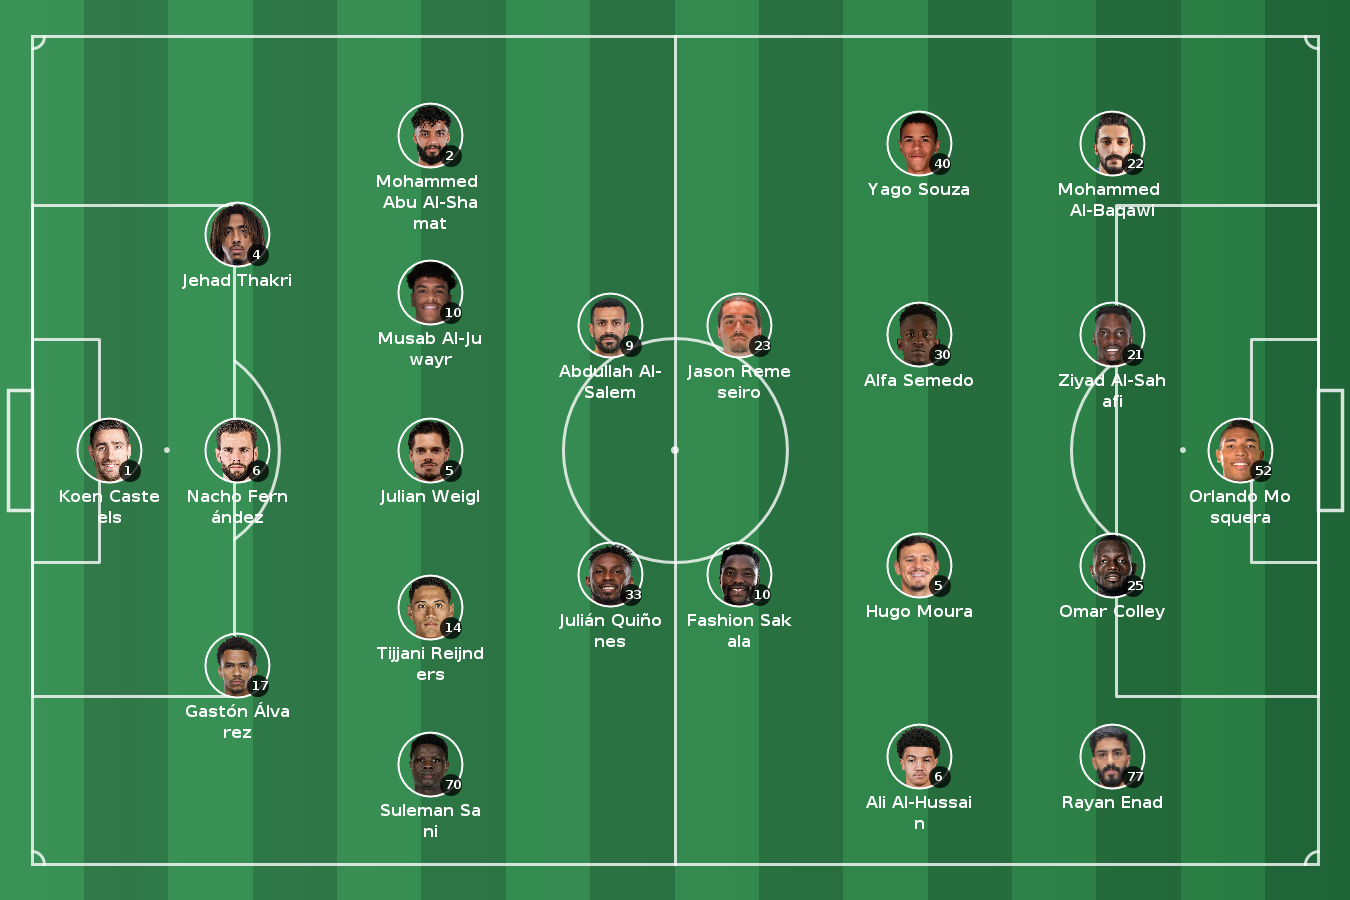 2
Mohammed
Abu Al-Sha
mat
4
Jehad Thakri
10
Musab Al-Ju
wayr
1
Koen Caste
els
6
Nacho Fern
ández
5
Julian Weigl
14
Tijjani Reijnd
ers
17
Gastón Álva
rez
70
Suleman Sa
ni
9
Abdullah Al-
Salem
33
Julián Quiño
nes
23
Jason Reme
seiro
10
Fashion Sak
ala
40
Yago Souza
30
Alfa Semedo
5
Hugo Moura
6
Ali Al-Hussai
n
22
Mohammed
Al-Baqawi
21
Ziyad Al-Sah
afi
25
Omar Colley
77
Rayan Enad
52
Orlando Mo
squera